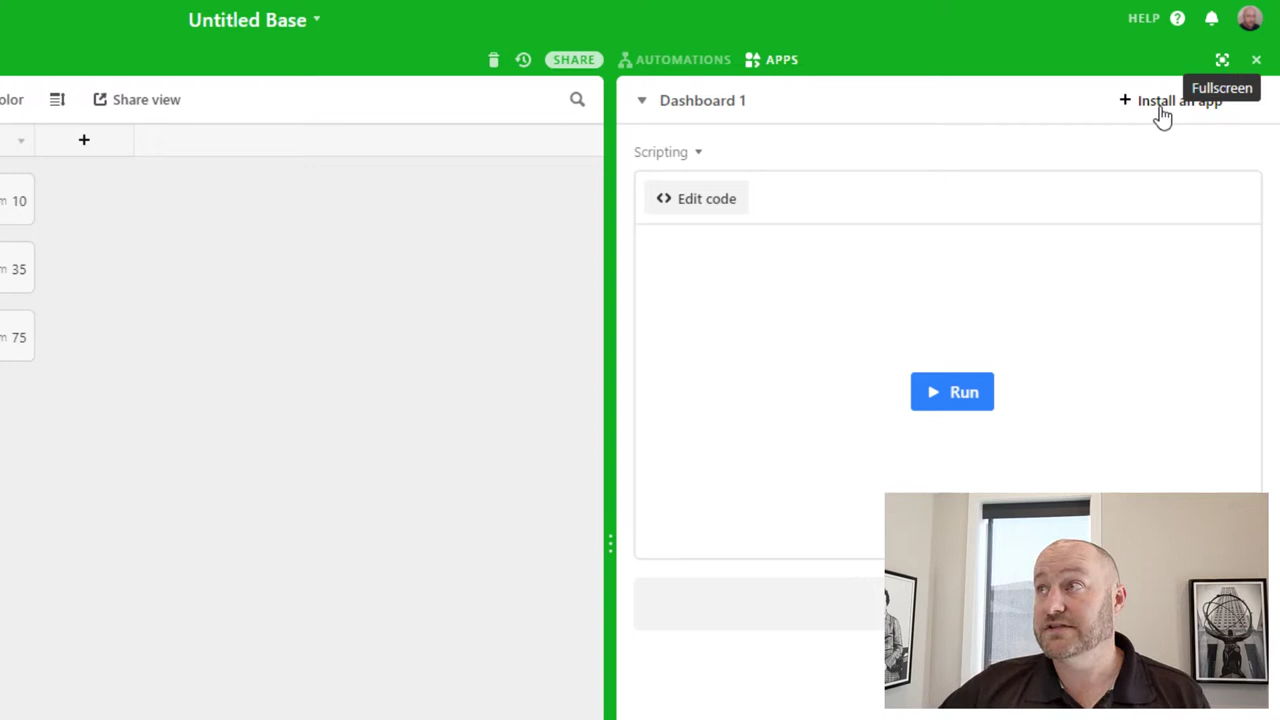 Untitled Base
HELP
SHARE
AUTOMATIONS
APPS
olor
Share view
Dashboard 1
Install an app
Fullscreen
Scripting
m 10
Edit code
m 35
m 75
Run